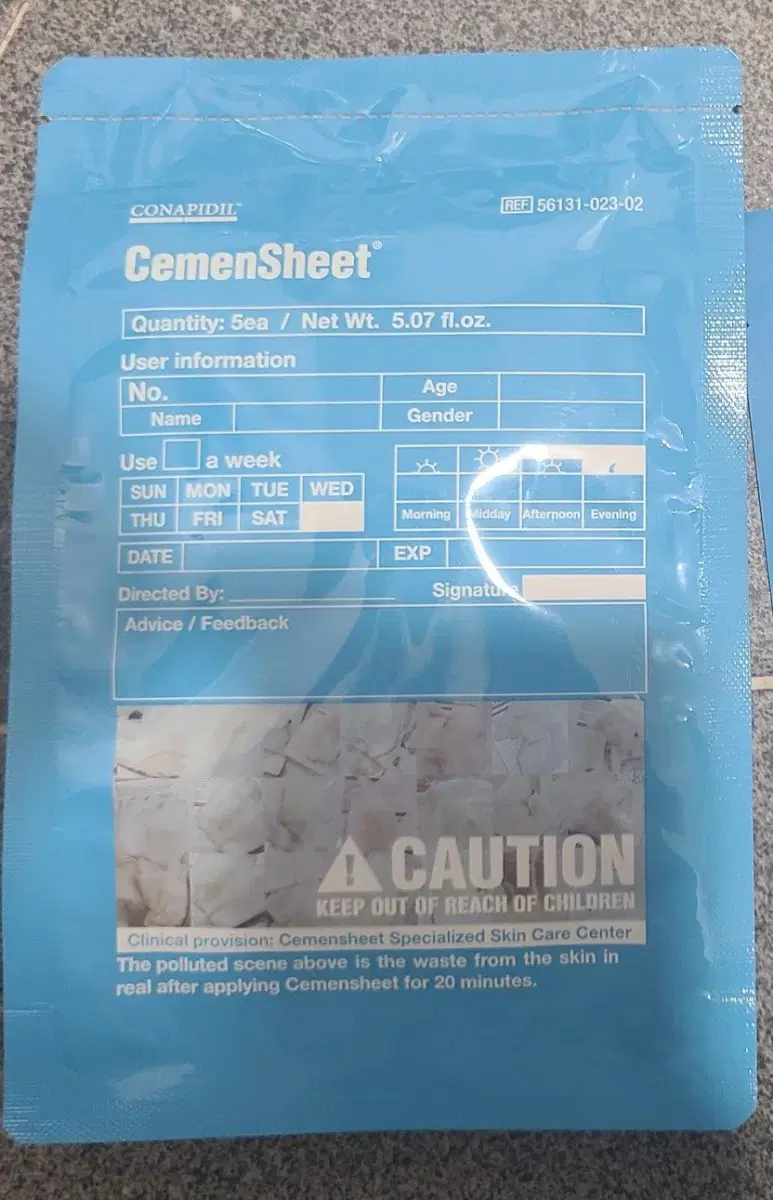 CONAPIDIL™
REF 56131-023-02
CemenSheet®
Quantity: 5ea / Net Wt. 5.07 fl.oz.
User information
No.
Age
Name
Gender
Use a week
SUN MON TUE WED
THU FRI SAT
Morning Midday Afternoon Evening
DATE EXP
Directed By: Signature
Advice / Feedback
CAUTION
KEEP OUT OF REACH OF CHILDREN
Clinical provision: Cemensheet Specialized Skin Care Center
The polluted scene above is the waste from the skin in
real after applying Cemensheet for 20 minutes.